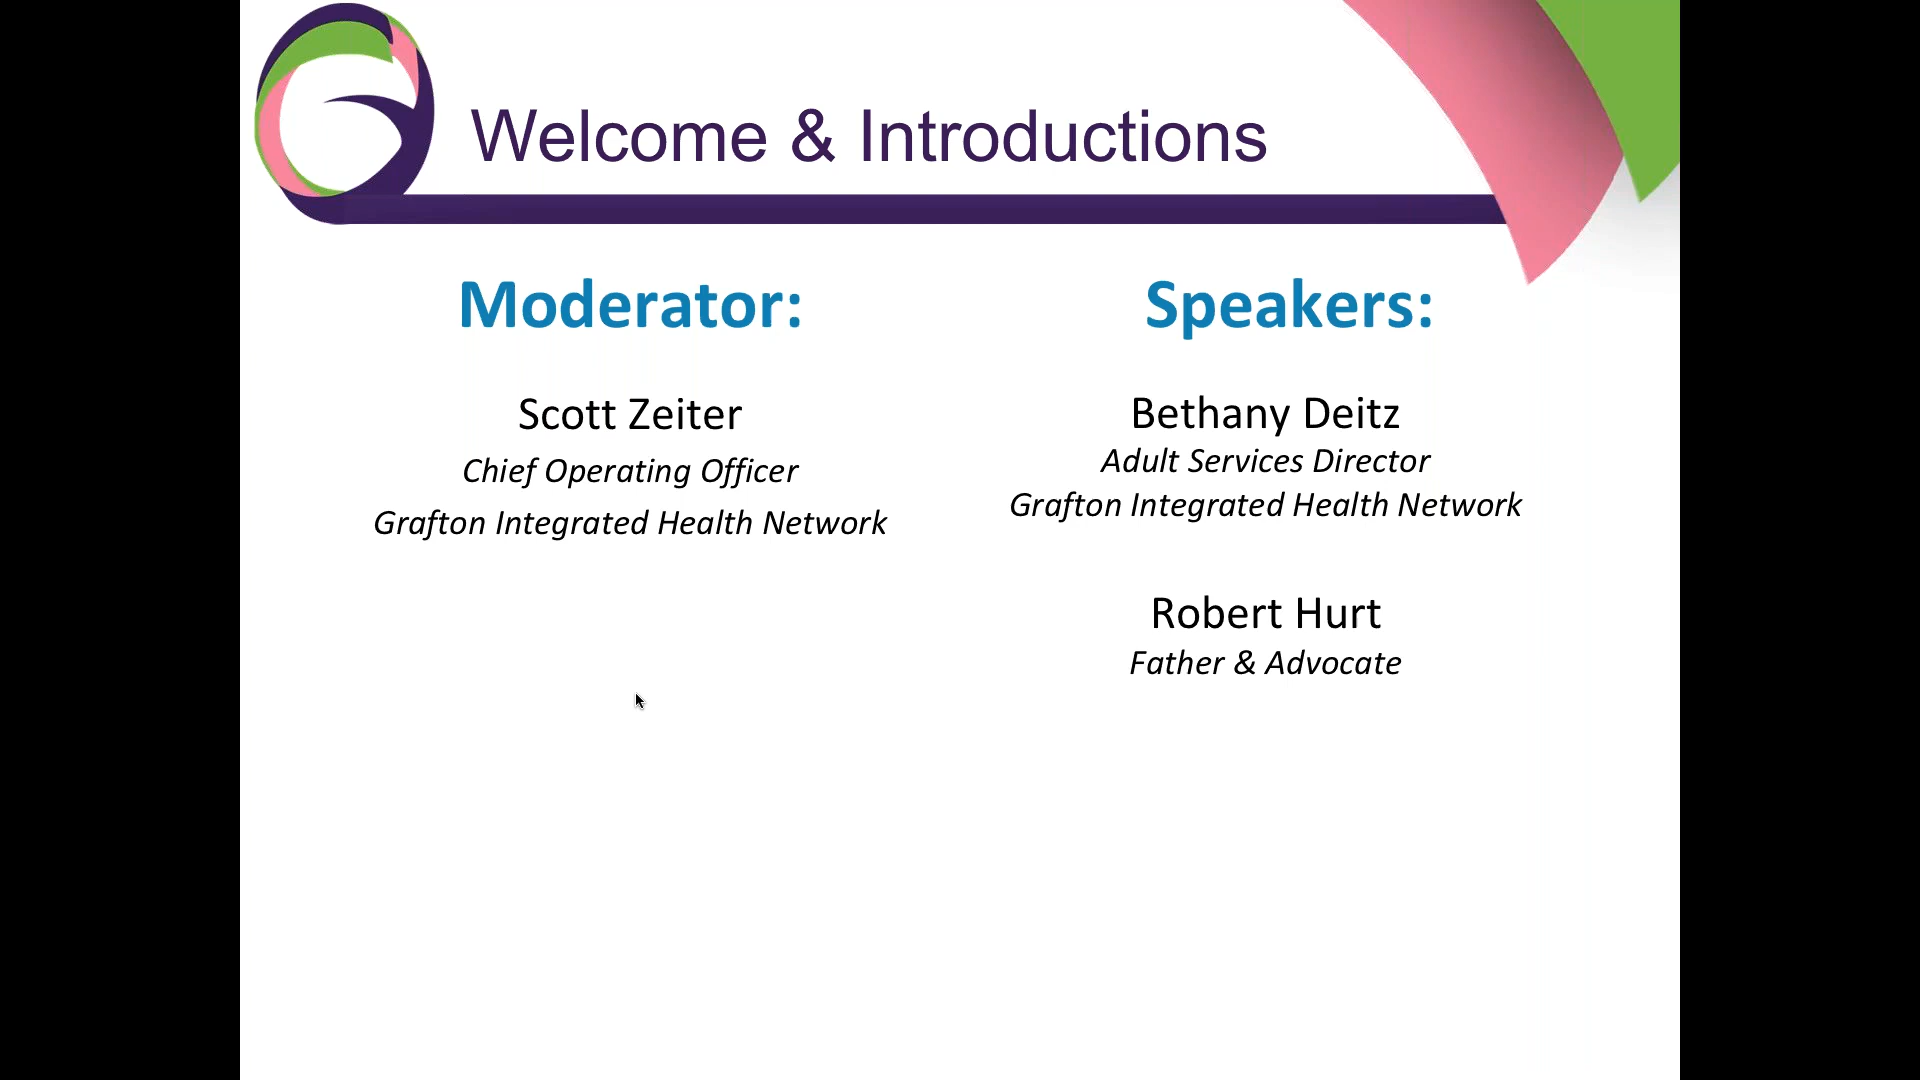 Welcome & Introductions
Moderator:
Scott Zeiter
Chief Operating Officer
Grafton Integrated Health Network
Speakers:
Bethany Deitz
Adult Services Director
Grafton Integrated Health Network
Robert Hurt
Father & Advocate